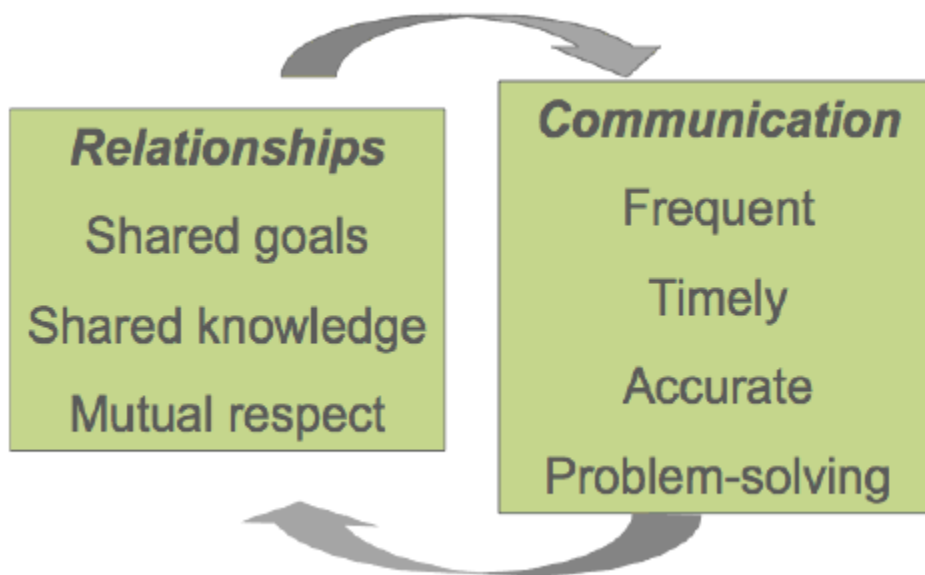 Relationships
Shared goals
Shared knowledge
Mutual respect
Communication
Frequent
Timely
Accurate
Problem-solving